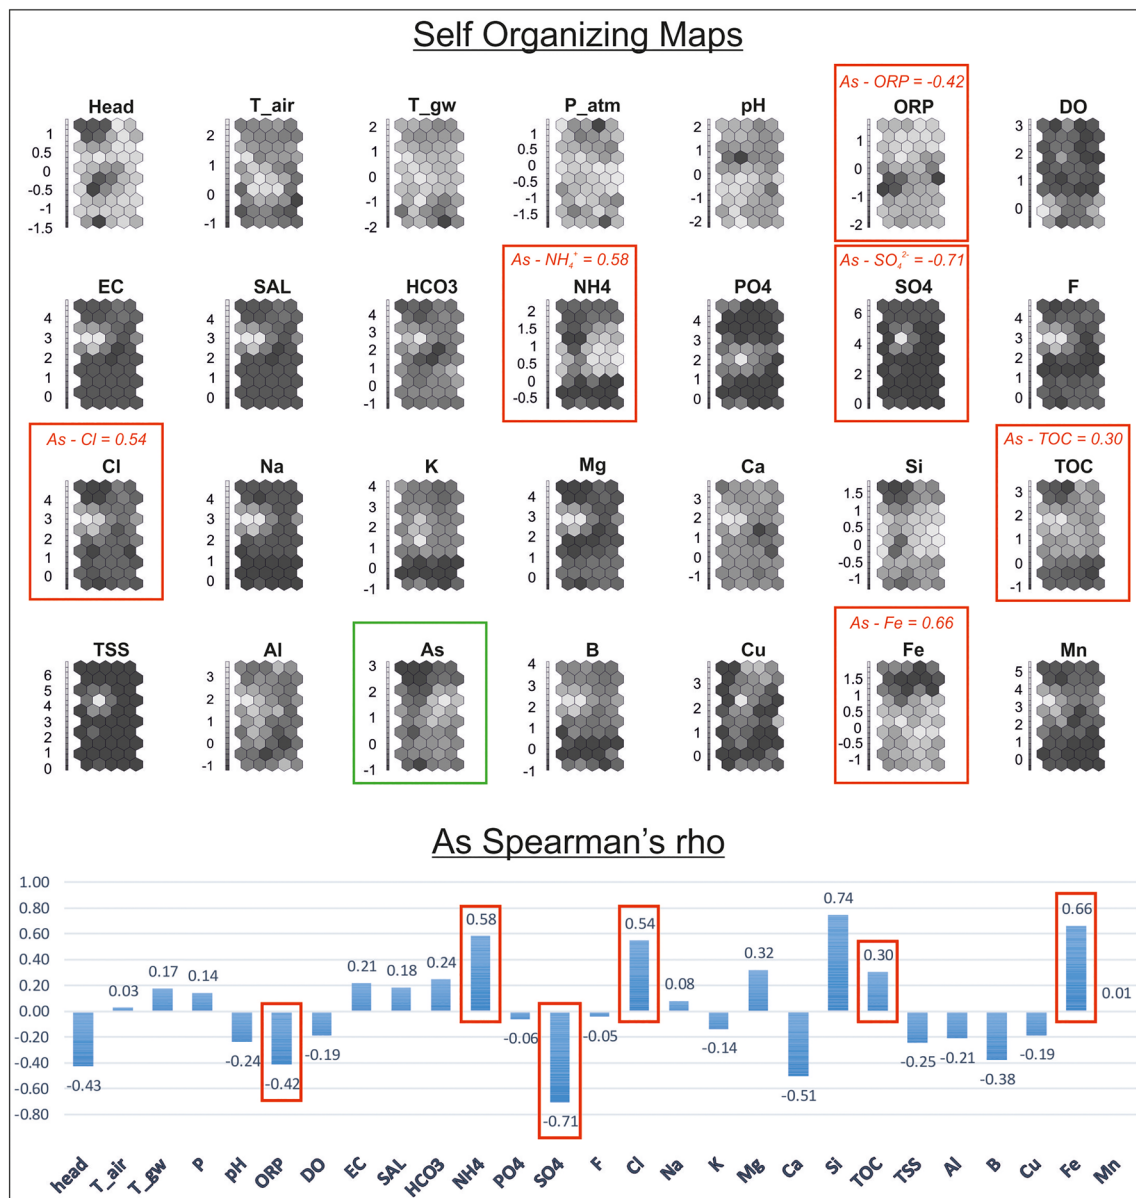 Self Organizing Maps
As - ORP = -0.42
Head T_air T_gw P_atm pH ORP DO
1 0.5 0 -0.5 -1 -1.5
2 1 0 -1
2 1 0 -1 -2
1 0.5 0 -0.5 -1 -1.5
2 1 0 -1 -2
1 0 -1 -2
3 2 1 0
As - NH₄⁺ = 0.58 As - SO₄²⁻ = -0.71
EC SAL HCO3 NH4 PO4 SO4 F
4 3 2 1 0
4 3 2 1 0
4 3 2 1 0 -1
2 1.5 1 0.5 0 -0.5
4 3 2 1 0
6 4 2 0
4 3 2 1 0
As - Cl = 0.54 As - TOC = 0.30
Cl Na K Mg Ca Si TOC
4 3 2 1 0
4 3 2 1 0
4 3 2 1 0 -1
4 3 2 1 0
3 2 1 0 -1
1.5 1 0.5 0 -0.5 -1
3 2 1 0 -1
As - Fe = 0.66
TSS Al As B Cu Fe Mn
6 5 4 3 2 1 0
3 2 1 0 -1
3 2 1 0 -1
4 3 2 1 0 -1
3 2 1 0
1.5 1 0.5 0 -0.5 -1
5 4 3 2 1 0
As Spearman's rho
1.00
0.80
0.60
0.40
0.20
0.00
-0.20
-0.40
-0.60
-0.80
-0.43 0.03 0.17 0.14 -0.24 -0.42 -0.19 0.21 0.18 0.24 0.58 -0.06 -0.71 -0.05 0.54 0.08 -0.14 0.32 -0.51 0.74 0.30 -0.25 -0.21 -0.38 -0.19 0.66 0.01
head T_air T_gw P pH ORP DO EC SAL HCO3 NH4 PO4 SO4 F Cl Na K Mg Ca Si TOC TSS Al B Cu Fe Mn